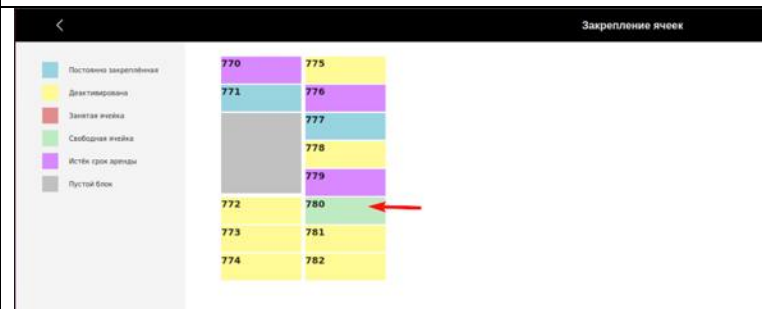 Закрепление ячеек
Постоянно закреплённая
Деактивирована
Занятая ячейка
Свободная ячейка
Истёк срок аренды
Пустой блок
770 775
771 776
777
778
779
772 780
773 781
774 782